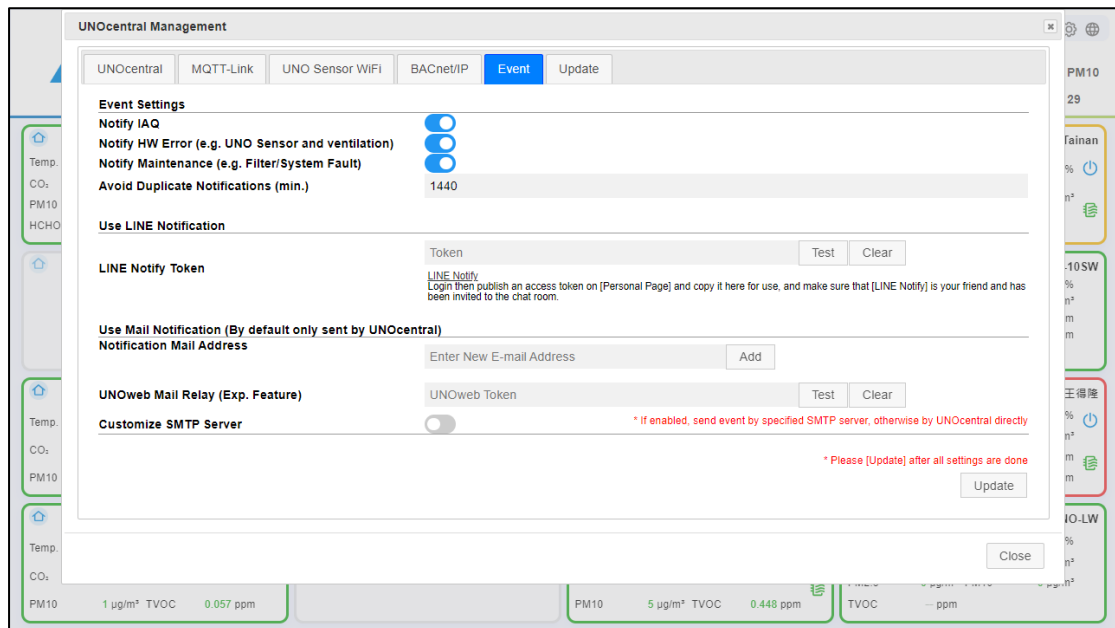 UNOcentral Management
UNOcentral MQTT-Link UNO Sensor WiFi BACnet/IP Event Update
PM10
29
Event Settings
Notify IAQ
Notify HW Error (e.g. UNO Sensor and ventilation)
Notify Maintenance (e.g. Filter/System Fault)
Avoid Duplicate Notifications (min.) 1440
Use LINE Notification
LINE Notify Token Token Test Clear
LINE Notify
Login then publish an access token on [Personal Page] and copy it here for use, and make sure that [LINE Notify] is your friend and has
been invited to the chat room.
Use Mail Notification (By default only sent by UNOcentral)
Notification Mail Address Enter New E-mail Address Add
UNOweb Mail Relay (Exp. Feature) UNOweb Token Test Clear
Customize SMTP Server * If enabled, send event by specified SMTP server, otherwise by UNOcentral directly
* Please [Update] after all settings are done
Update
Close
Temp.
CO₂
PM10
HCHO
Tainan
%
-10SW
%
m
m
Temp.
CO₂
PM10
王得隆
%
m
m
Temp.
CO₂
PM10 1 µg/m³ TVOC 0.057 ppm
PM10 5 µg/m³ TVOC 0.448 ppm
IO-LW
%
TVOC -- ppm